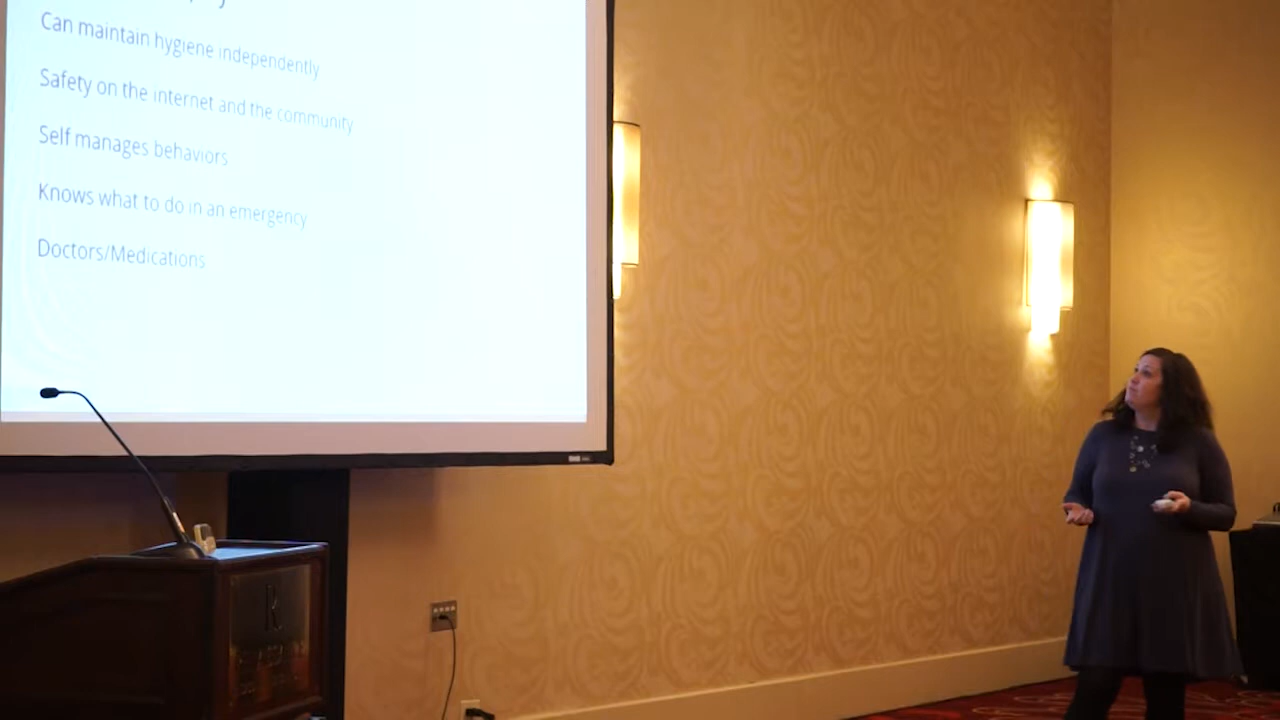 Can maintain hygiene independently
Safety on the internet and the community
Self manages behaviors
Knows what to do in an emergency
Doctors/Medications
R